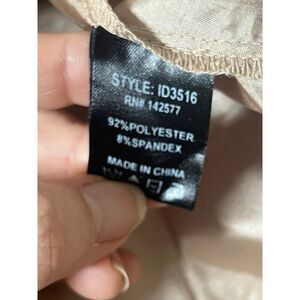 STYLE: ID3516
RN# 142577
92%POLYESTER
8%SPANDEX
MADE IN CHINA